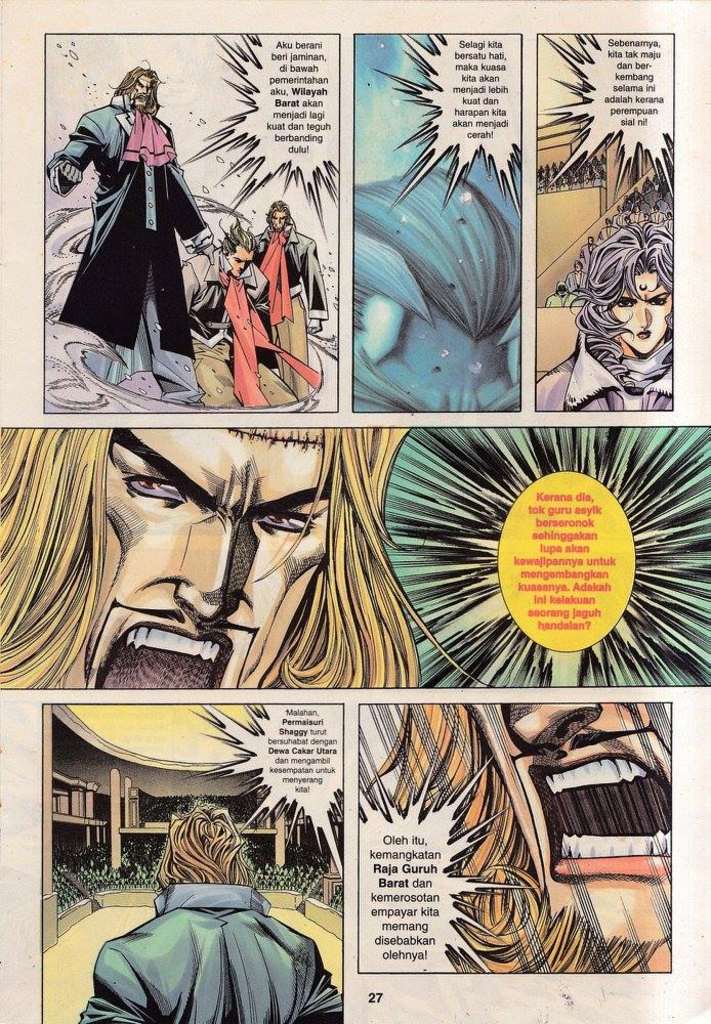 Aku berani
beri jaminan,
di bawah
pemerintahan
aku, Wilayah
Barat akan
menjadi lagi
kuat dan teguh
berbanding
dulu!
Selagi kita
bersatu hati,
maka kuasa
kita akan
menjadi lebih
kuat dan
harapan kita
akan menjadi
cerah!
Sebenarnya,
kita tak maju
dan ber-
kembang
selama ini
adalah kerana
perempuan
sial ni!
Kerana dia,
tok guru asyik
berseronok
sehinggakan
lupa akan
kewajipannya untuk
mengembangkan
kuasanya. Adakah
ini kelakuan
seorang jaguh
handalan?
Malahan,
Permaisuri
Shaggy turut
bersuhabat dengan
Dewa Cakar Utara
dan mengambil
kesempatan untuk
menyerang
kita!
Oleh itu,
kemangkatan
Raja Guruh
Barat dan
kemerosotan
empayar kita
memang
disebabkan
olehnya!
27